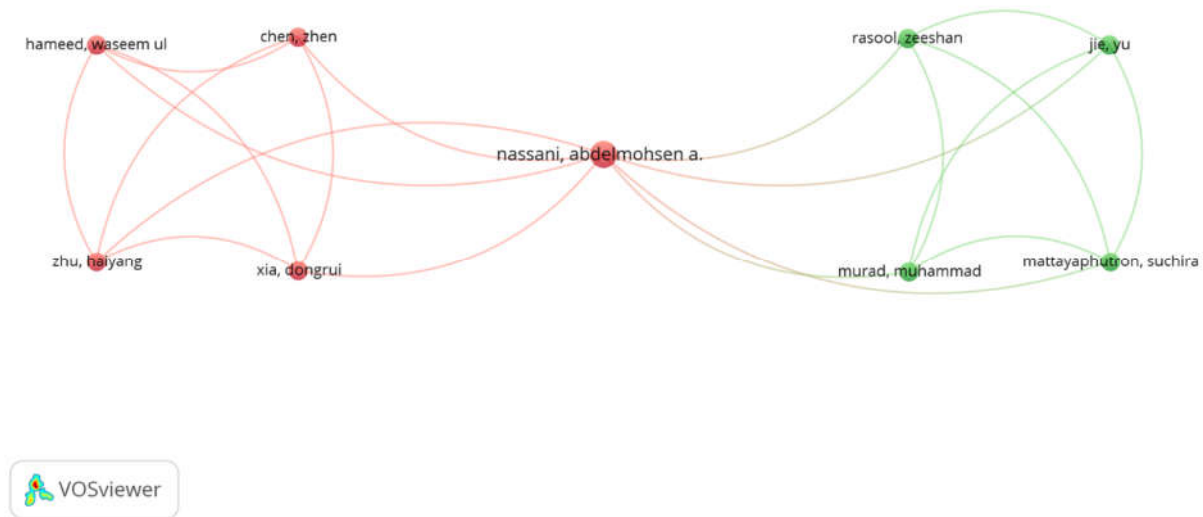 hameed, waseem ul
chen, zhen
rasool, zeeshan
jie, yu
nassani, abdelmohsen a.
zhu, haiyang
xia, dongrui
murad, muhammad
mattayaphutron, suchira
VOSviewer